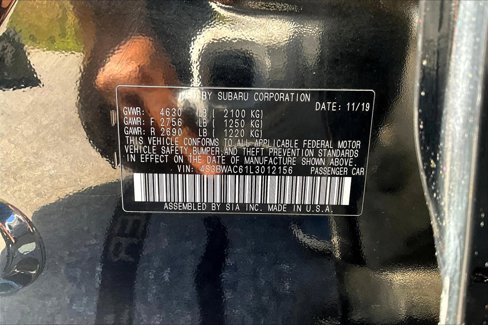 BY SUBARU CORPORATION
DATE: 11/19
GVWR: 4630 LB ( 2100 KG)
GAWR: F 2756 LB ( 1250 KG)
GAWR: R 2690 LB ( 1220 KG)
THIS VEHICLE CONFORMS TO ALL APPLICABLE FEDERAL MOTOR
VEHICLE SAFETY, BUMPER, AND THEFT PREVENTION STANDARDS
IN EFFECT ON THE DATE OF MANUFACTURE SHOWN ABOVE.
VIN: 4S3BWAC61L3012156 PASSENGER CAR
ASSEMBLED BY SIA INC. MADE IN U.S.A.